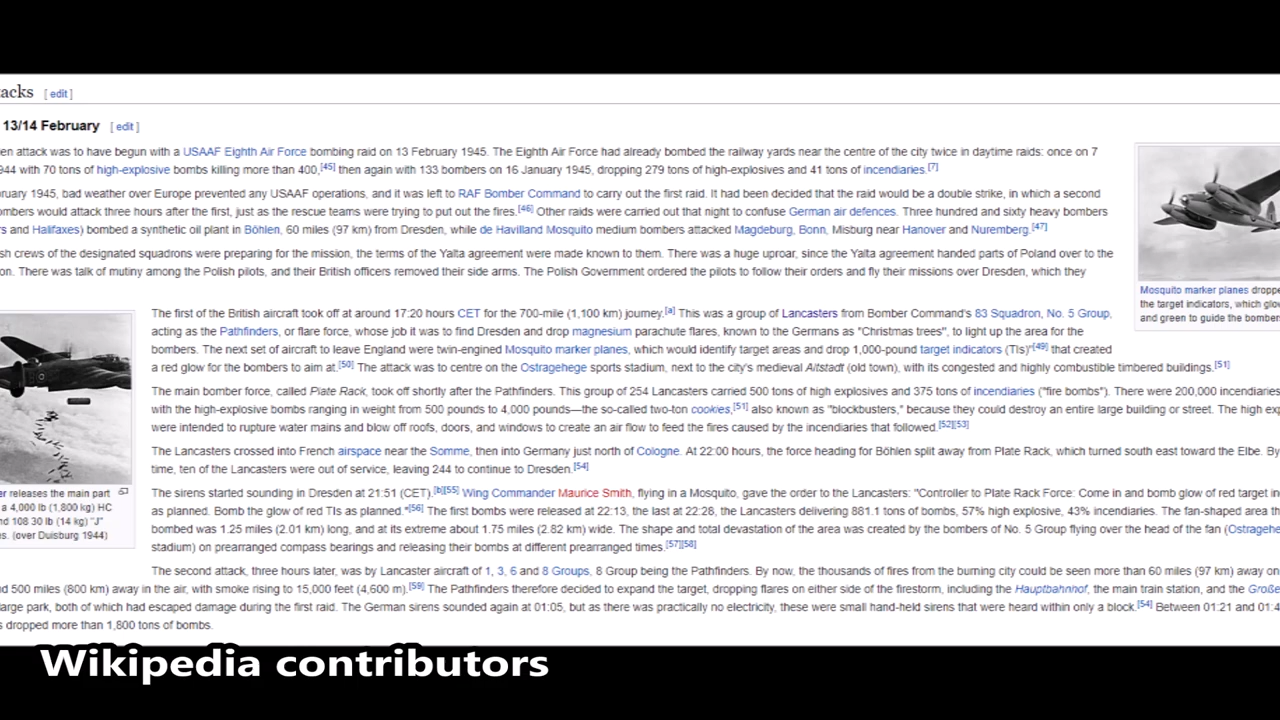 acks [ edit ]
13/14 February [ edit ]
en attack was to have begun with a USAAF Eighth Air Force bombing raid on 13 February 1945. The Eighth Air Force had already bombed the railway yards near the centre of the city twice in daytime raids: once on 7
944 with 70 tons of high-explosive bombs killing more than 400,[45] then again with 133 bombers on 16 January 1945, dropping 279 tons of high-explosives and 41 tons of incendiaries.[7]
ruary 1945, bad weather over Europe prevented any USAAF operations, and it was left to RAF Bomber Command to carry out the first raid. It had been decided that the raid would be a double strike, in which a second
ombers would attack three hours after the first, just as the rescue teams were trying to put out the fires.[46] Other raids were carried out that night to confuse German air defences. Three hundred and sixty heavy bombers
rs and Halifaxes) bombed a synthetic oil plant in Böhlen, 60 miles (97 km) from Dresden, while de Havilland Mosquito medium bombers attacked Magdeburg, Bonn, Misburg near Hanover and Nuremberg.[47]
sh crews of the designated squadrons were preparing for the mission, the terms of the Yalta agreement were made known to them. There was a huge uproar, since the Yalta agreement handed parts of Poland over to the
on. There was talk of mutiny among the Polish pilots, and their British officers removed their side arms. The Polish Government ordered the pilots to follow their orders and fly their missions over Dresden, which they
Mosquito marker planes droppe
the target indicators, which glow
and green to guide the bomber
The first of the British aircraft took off at around 17:20 hours CET for the 700-mile (1,100 km) journey.[a] This was a group of Lancasters from Bomber Command's 83 Squadron, No. 5 Group,
acting as the Pathfinders, or flare force, whose job it was to find Dresden and drop magnesium parachute flares, known to the Germans as "Christmas trees", to light up the area for the
bombers. The next set of aircraft to leave England were twin-engined Mosquito marker planes, which would identify target areas and drop 1,000-pound target indicators (TIs)"[49] that created
a red glow for the bombers to aim at.[50] The attack was to centre on the Ostragehege sports stadium, next to the city's medieval Altstadt (old town), with its congested and highly combustible timbered buildings.[51]
The main bomber force, called Plate Rack, took off shortly after the Pathfinders. This group of 254 Lancasters carried 500 tons of high explosives and 375 tons of incendiaries ("fire bombs"). There were 200,000 incendiaries
with the high-explosive bombs ranging in weight from 500 pounds to 4,000 pounds—the so-called two-ton cookies,[51] also known as "blockbusters," because they could destroy an entire large building or street. The high exp
were intended to rupture water mains and blow off roofs, doors, and windows to create an air flow to feed the fires caused by the incendiaries that followed.[52][53]
The Lancasters crossed into French airspace near the Somme, then into Germany just north of Cologne. At 22:00 hours, the force heading for Böhlen split away from Plate Rack, which turned south east toward the Elbe. By
time, ten of the Lancasters were out of service, leaving 244 to continue to Dresden.[54]
er releases the main part
a 4,000 lb (1,800 kg) HC
nd 108 30 lb (14 kg) "J"
s. (over Duisburg 1944)
The sirens started sounding in Dresden at 21:51 (CET).[b][55] Wing Commander Maurice Smith, flying in a Mosquito, gave the order to the Lancasters: "Controller to Plate Rack Force: Come in and bomb glow of red target in
as planned. Bomb the glow of red TIs as planned."[56] The first bombs were released at 22:13, the last at 22:28, the Lancasters delivering 881.1 tons of bombs, 57% high explosive, 43% incendiaries. The fan-shaped area th
bombed was 1.25 miles (2.01 km) long, and at its extreme about 1.75 miles (2.82 km) wide. The shape and total devastation of the area was created by the bombers of No. 5 Group flying over the head of the fan (Ostragehe
stadium) on prearranged compass bearings and releasing their bombs at different prearranged times.[57][58]
The second attack, three hours later, was by Lancaster aircraft of 1, 3, 6 and 8 Groups, 8 Group being the Pathfinders. By now, the thousands of fires from the burning city could be seen more than 60 miles (97 km) away on
d 500 miles (800 km) away in the air, with smoke rising to 15,000 feet (4,600 m).[59] The Pathfinders therefore decided to expand the target, dropping flares on either side of the firestorm, including the Hauptbahnhof, the main train station, and the Große
large park, both of which had escaped damage during the first raid. The German sirens sounded again at 01:05, but as there was practically no electricity, these were small hand-held sirens that were heard within only a block.[54] Between 01:21 and 01:4
s dropped more than 1,800 tons of bombs.
Wikipedia contributors